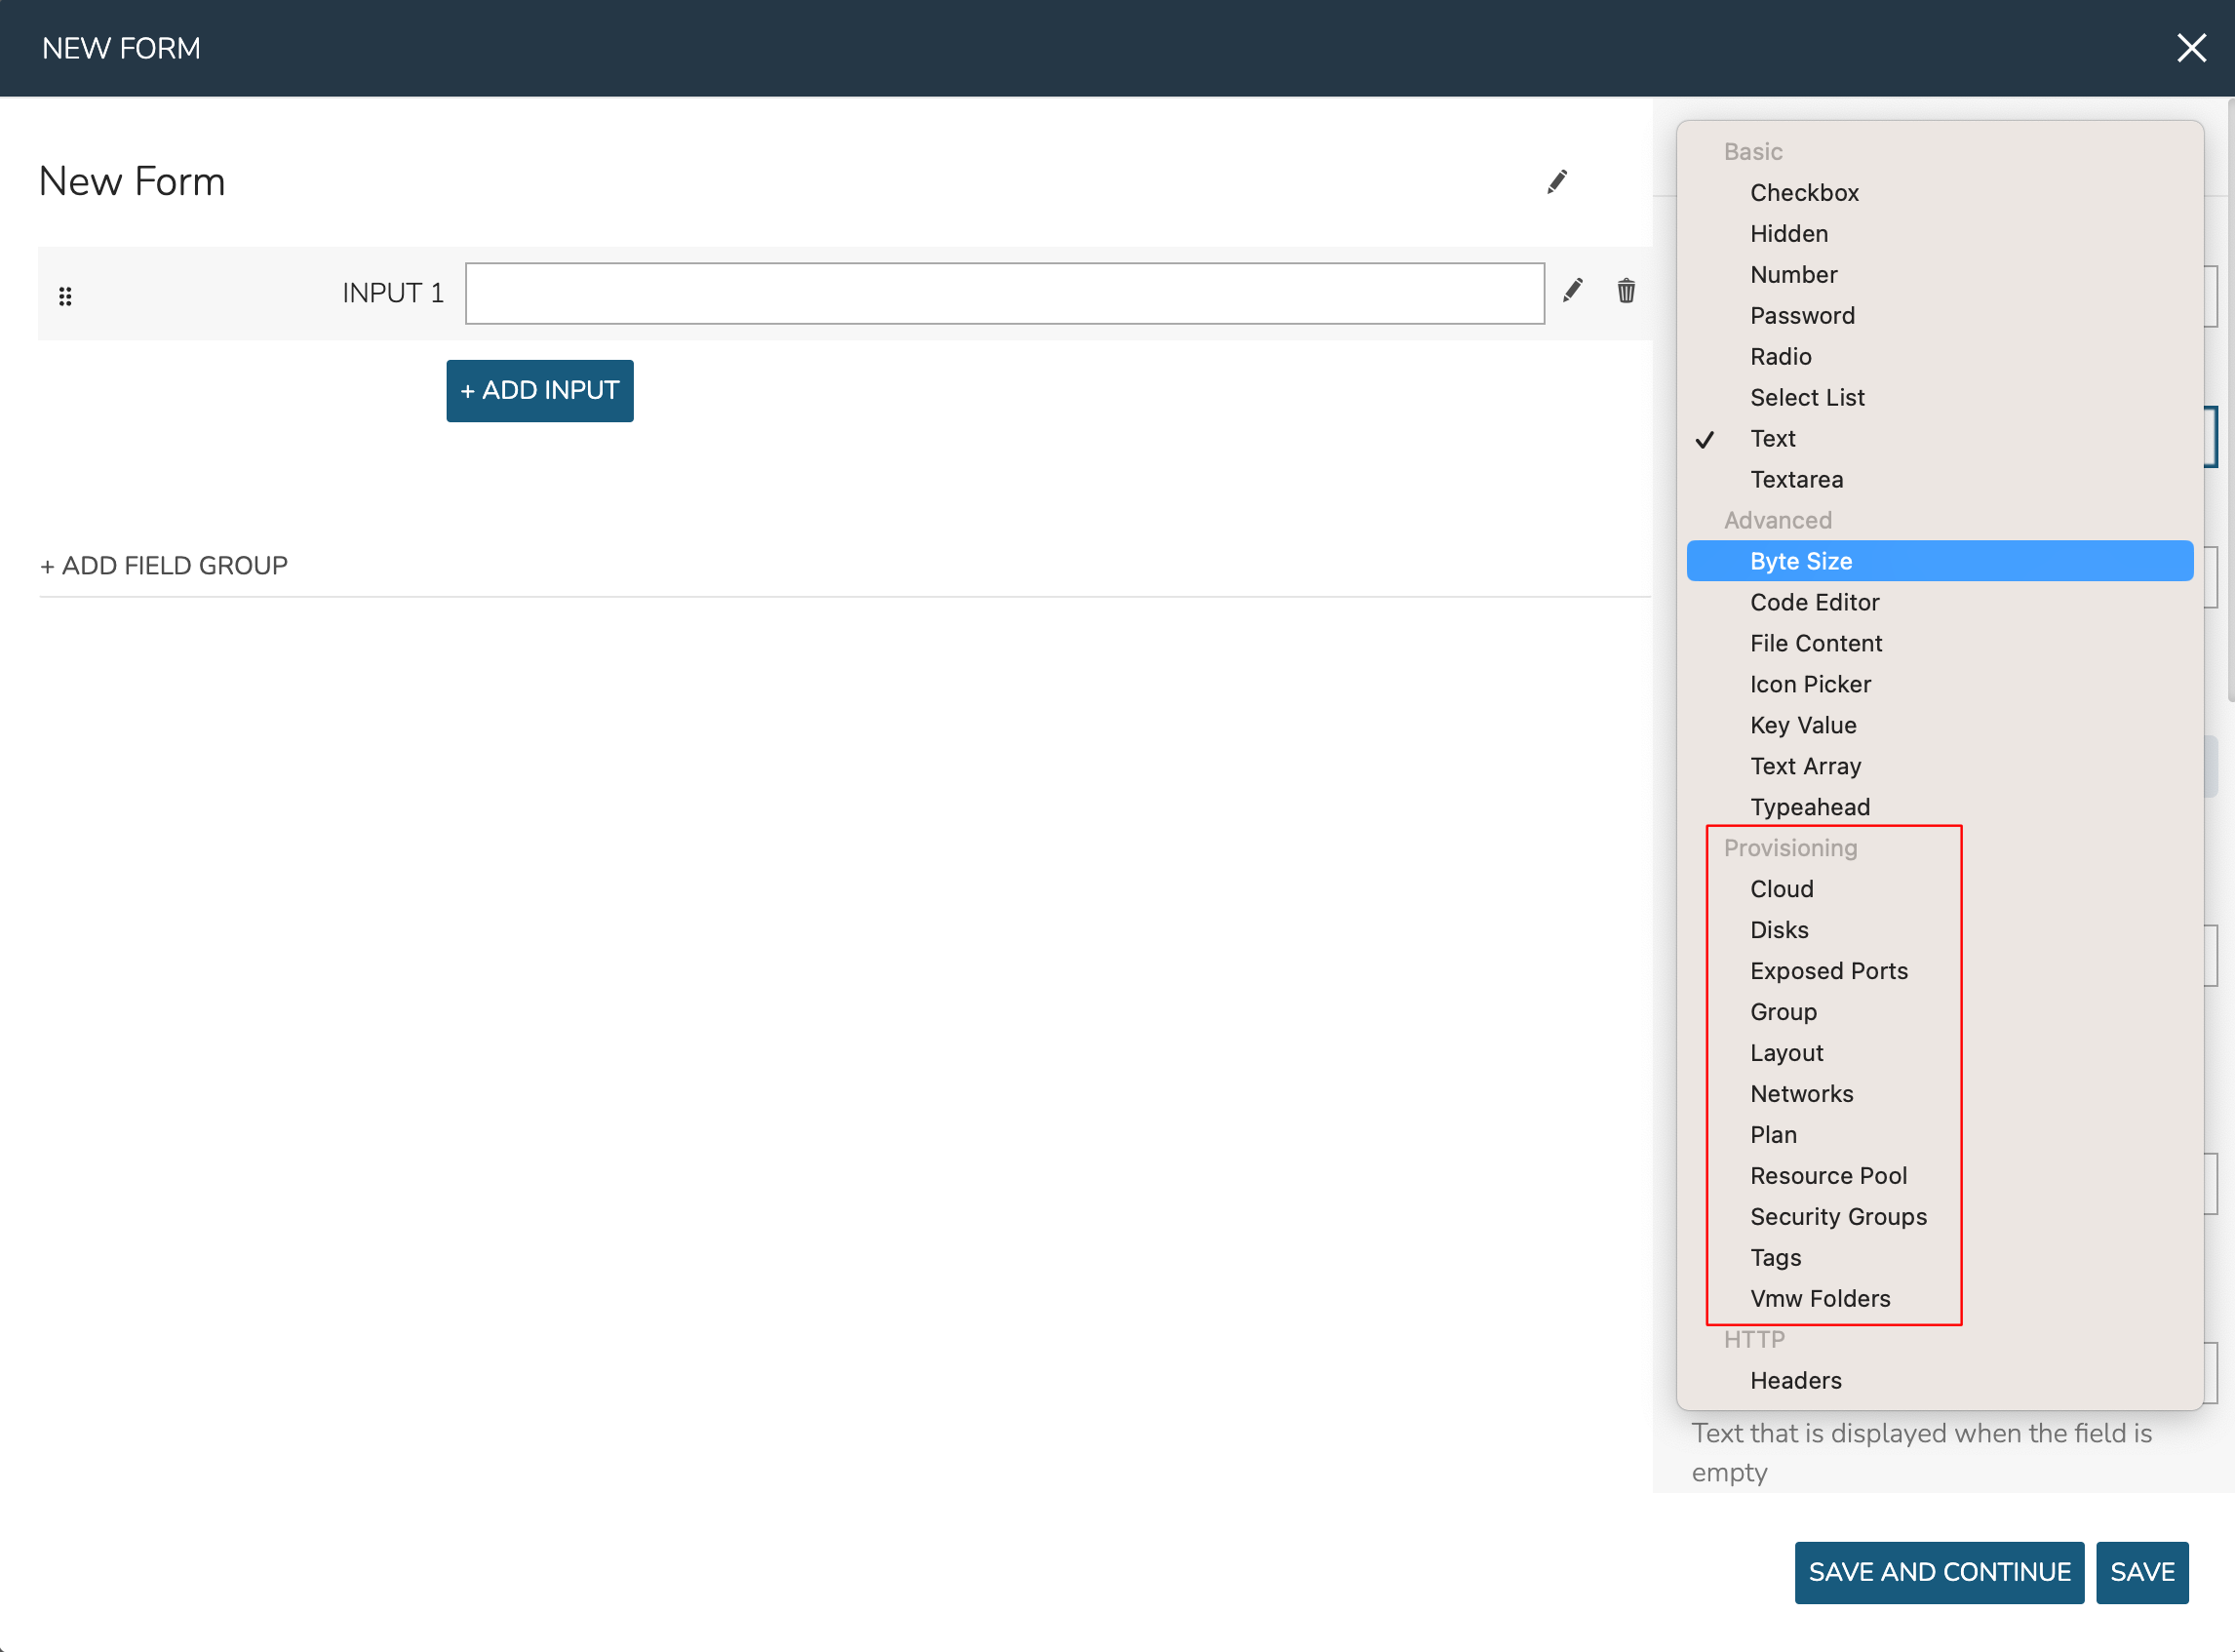 NEW FORM
New Form
INPUT 1
+ ADD INPUT
+ ADD FIELD GROUP
Basic
Checkbox
Hidden
Number
Password
Radio
Select List
Text
Textarea
Advanced
Byte Size
Code Editor
File Content
Icon Picker
Key Value
Text Array
Typeahead
Provisioning
Cloud
Disks
Exposed Ports
Group
Layout
Networks
Plan
Resource Pool
Security Groups
Tags
Vmw Folders
HTTP
Headers
Text that is displayed when the field is
empty
SAVE AND CONTINUE
SAVE